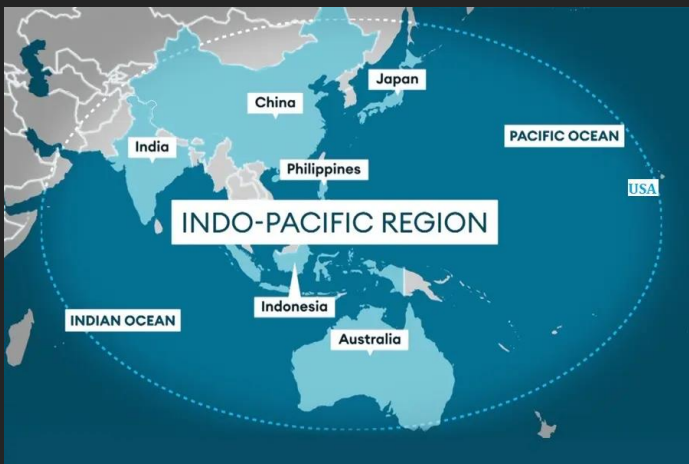 Japan
China
PACIFIC OCEAN
India
Philippines
USA
INDO-PACIFIC REGION
Indonesia
INDIAN OCEAN
Australia